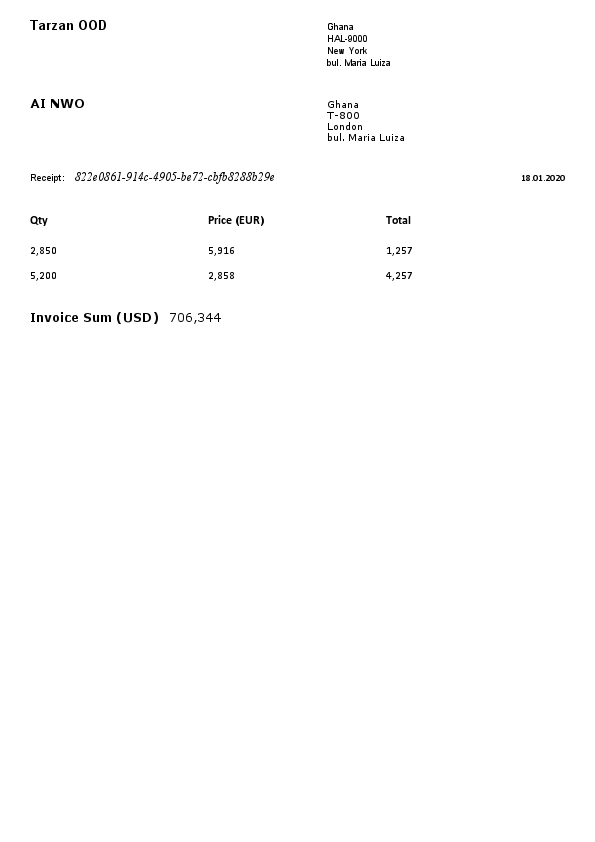 Tarzan OOD
Ghana
HAL-9000
New York
bul. Maria Luiza
AI NWO
Ghana
T-800
London
bul. Maria Luiza
Receipt: 822e0861-914c-4905-be72-cbfb8288b29e 18.01.2020
Qty Price (EUR) Total
2,850 5,916 1,257
5,200 2,858 4,257
Invoice Sum (USD) 706,344